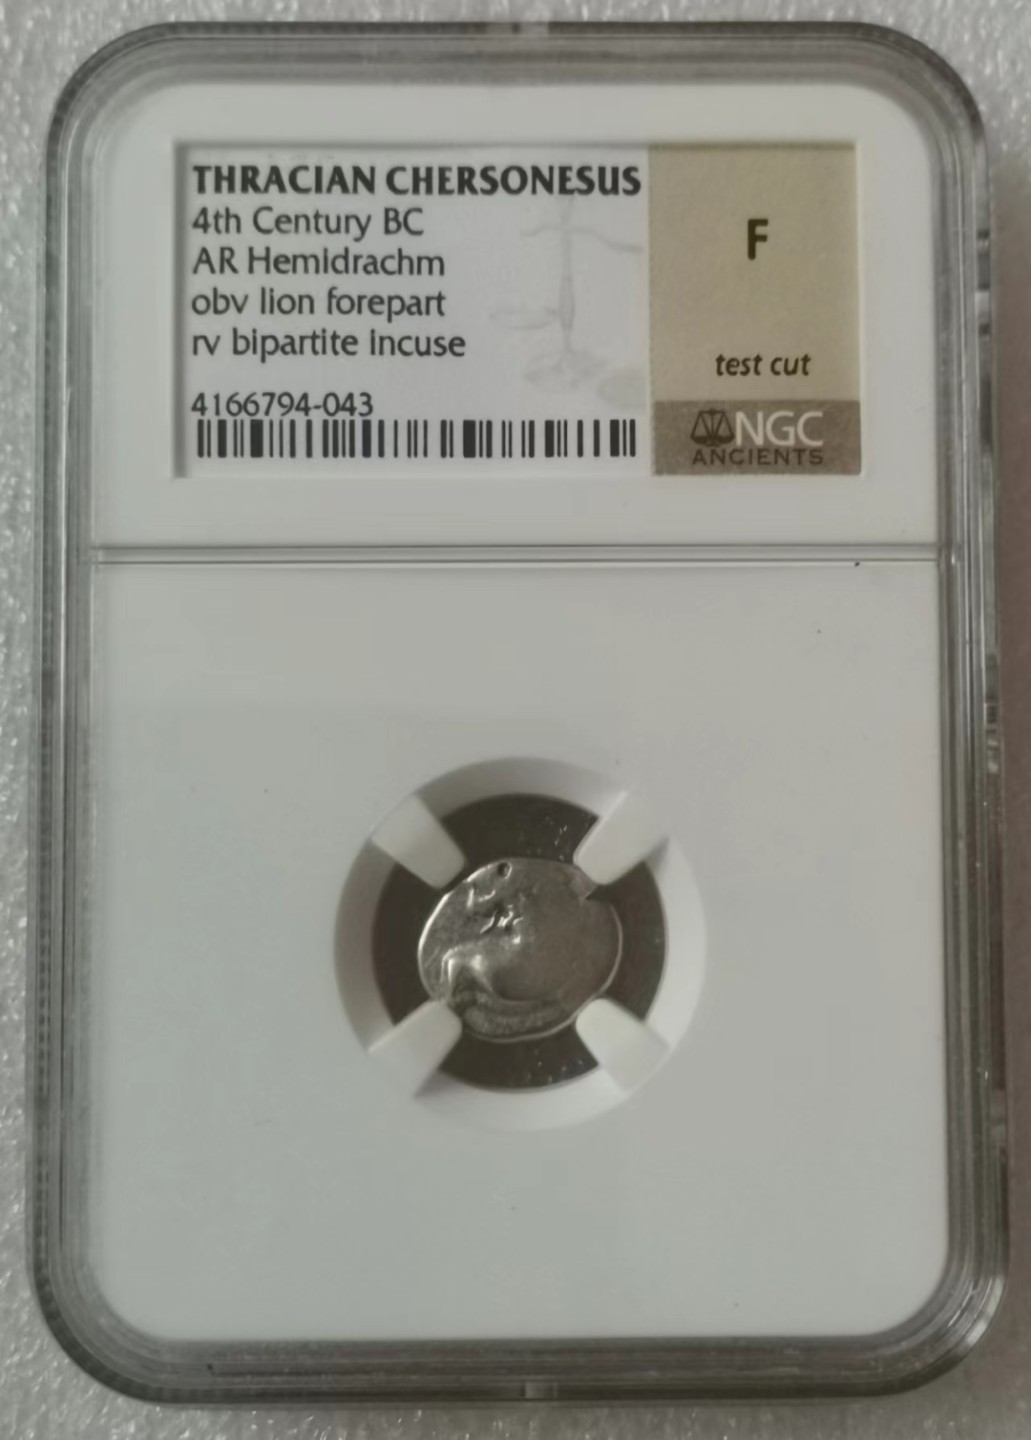 THRACIAN CHERSONESUS
4th Century BC
AR Hemidrachm
obv lion forepart
rv bipartite incuse
4166794-043
F
test cut
NGC
ANCIENTS